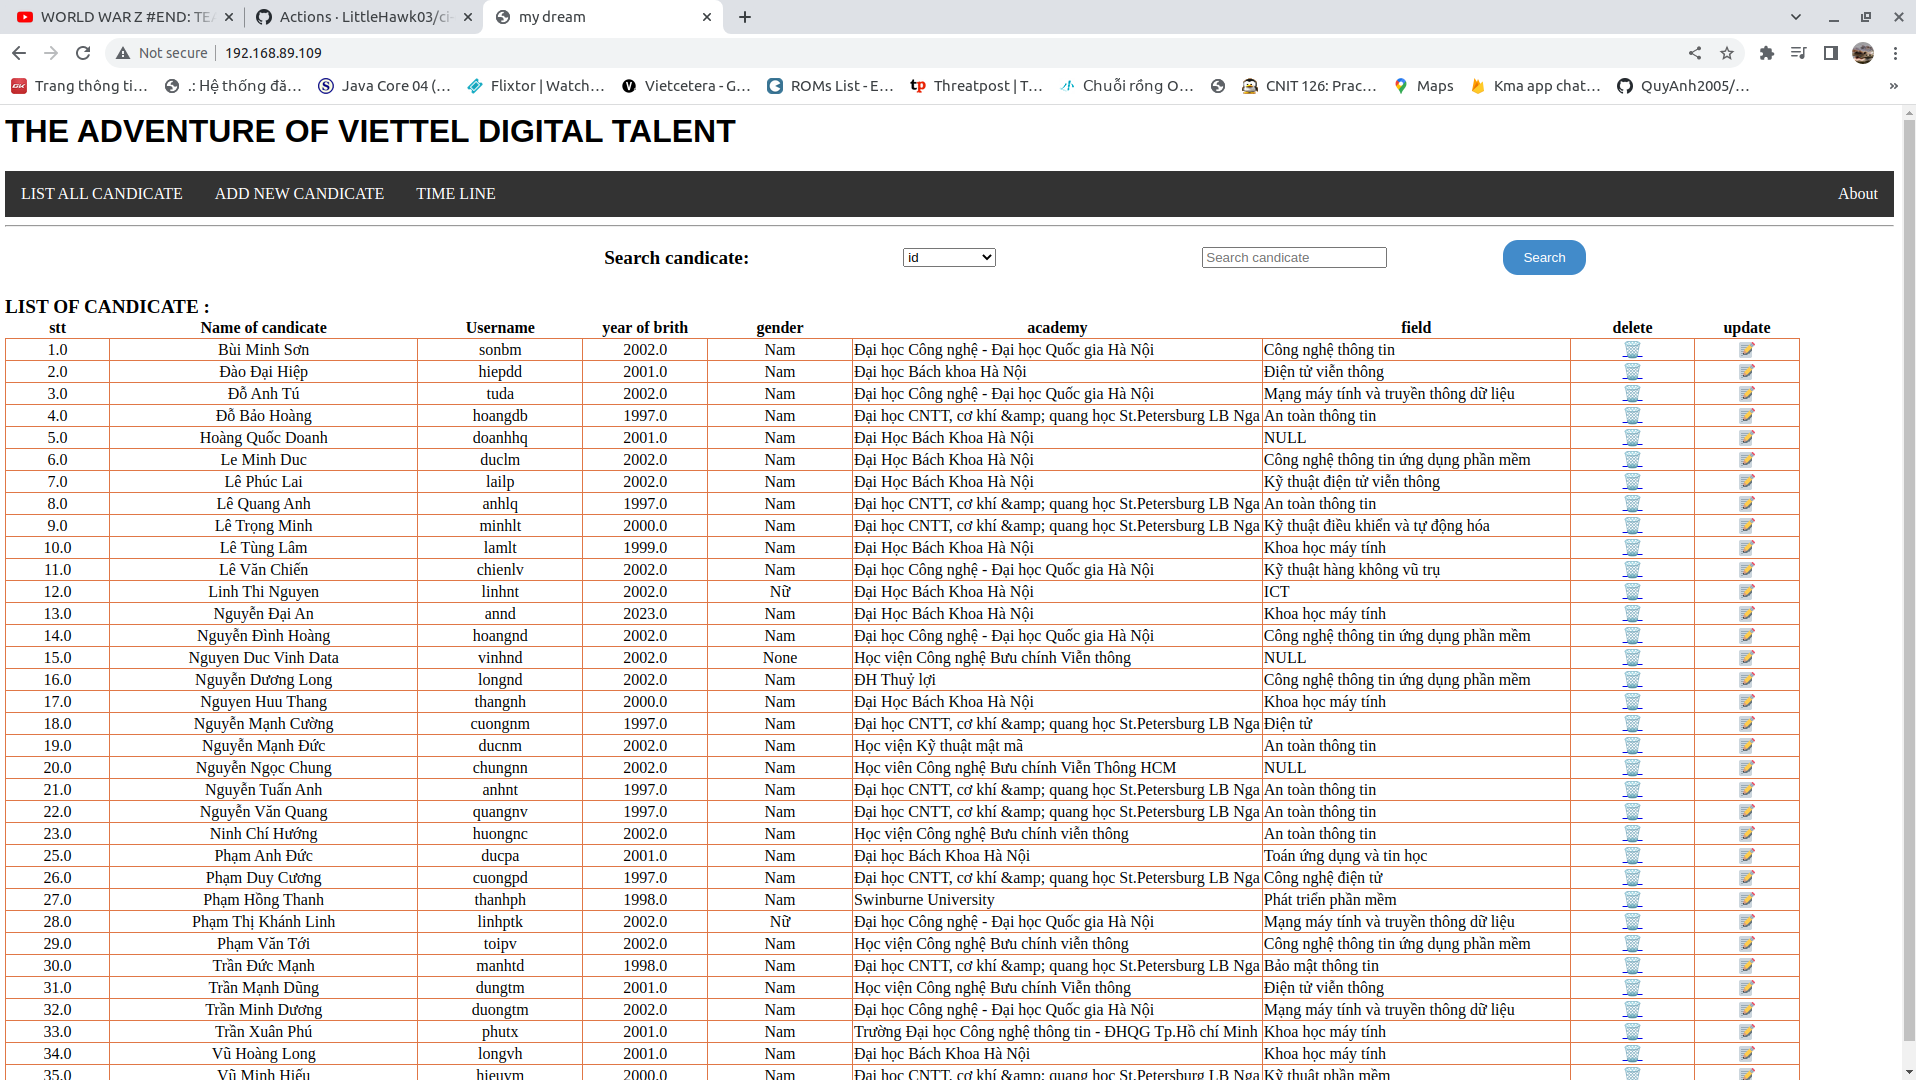 WORLD WAR Z #END: TEA
Actions · LittleHawk03/ci-
my dream
Not secure 192.168.89.109
Trang thông ti… .: Hệ thống đă… Java Core 04 (… Flixtor | Watch… Vietcetera - G… ROMs List - E… Threatpost | T… Chuỗi rồng O… CNIT 126: Prac… Maps Kma app chat… QuyAnh2005/… »
THE ADVENTURE OF VIETTEL DIGITAL TALENT
LIST ALL CANDICATE ADD NEW CANDICATE TIME LINE About
Search candicate: id Search candicate Search
LIST OF CANDICATE :
stt Name of candicate Username year of brith gender academy field delete update
1.0 Bùi Minh Sơn sonbm 2002.0 Nam Đại học Công nghệ - Đại học Quốc gia Hà Nội Công nghệ thông tin
2.0 Đào Đại Hiệp hiepdd 2001.0 Nam Đại học Bách khoa Hà Nội Điện tử viễn thông
3.0 Đỗ Anh Tú tuda 2002.0 Nam Đại học Công nghệ - Đại học Quốc gia Hà Nội Mạng máy tính và truyền thông dữ liệu
4.0 Đỗ Bảo Hoàng hoangdb 1997.0 Nam Đại học CNTT, cơ khí &amp; quang học St.Petersburg LB Nga An toàn thông tin
5.0 Hoàng Quốc Doanh doanhhq 2001.0 Nam Đại Học Bách Khoa Hà Nội NULL
6.0 Le Minh Duc duclm 2002.0 Nam Đại Học Bách Khoa Hà Nội Công nghệ thông tin ứng dụng phần mềm
7.0 Lê Phúc Lai lailp 2002.0 Nam Đại Học Bách Khoa Hà Nội Kỹ thuật điện tử viễn thông
8.0 Lê Quang Anh anhlq 1997.0 Nam Đại học CNTT, cơ khí &amp; quang học St.Petersburg LB Nga An toàn thông tin
9.0 Lê Trọng Minh minhlt 2000.0 Nam Đại học CNTT, cơ khí &amp; quang học St.Petersburg LB Nga Kỹ thuật điều khiển và tự động hóa
10.0 Lê Tùng Lâm lamlt 1999.0 Nam Đại Học Bách Khoa Hà Nội Khoa học máy tính
11.0 Lê Văn Chiến chienlv 2002.0 Nam Đại học Công nghệ - Đại học Quốc gia Hà Nội Kỹ thuật hàng không vũ trụ
12.0 Linh Thi Nguyen linhnt 2002.0 Nữ Đại Học Bách Khoa Hà Nội ICT
13.0 Nguyễn Đại An annd 2023.0 Nam Đại Học Bách Khoa Hà Nội Khoa học máy tính
14.0 Nguyễn Đình Hoàng hoangnd 2002.0 Nam Đại học Công nghệ - Đại học Quốc gia Hà Nội Công nghệ thông tin ứng dụng phần mềm
15.0 Nguyen Duc Vinh Data vinhnd 2002.0 None Học viện Công nghệ Bưu chính Viễn thông NULL
16.0 Nguyễn Dương Long longnd 2002.0 Nam ĐH Thuỷ lợi Công nghệ thông tin ứng dụng phần mềm
17.0 Nguyen Huu Thang thangnh 2000.0 Nam Đại Học Bách Khoa Hà Nội Khoa học máy tính
18.0 Nguyễn Mạnh Cường cuongnm 1997.0 Nam Đại học CNTT, cơ khí &amp; quang học St.Petersburg LB Nga Điện tử
19.0 Nguyễn Mạnh Đức ducnm 2002.0 Nam Học viện Kỹ thuật mật mã An toàn thông tin
20.0 Nguyễn Ngọc Chung chungnn 2002.0 Nam Học viên Công nghệ Bưu chính Viễn Thông HCM NULL
21.0 Nguyễn Tuấn Anh anhnt 1997.0 Nam Đại học CNTT, cơ khí &amp; quang học St.Petersburg LB Nga An toàn thông tin
22.0 Nguyễn Văn Quang quangnv 1997.0 Nam Đại học CNTT, cơ khí &amp; quang học St.Petersburg LB Nga An toàn thông tin
23.0 Ninh Chí Hướng huongnc 2002.0 Nam Học viện Công nghệ Bưu chính viễn thông An toàn thông tin
25.0 Phạm Anh Đức ducpa 2001.0 Nam Đại học Bách Khoa Hà Nội Toán ứng dụng và tin học
26.0 Phạm Duy Cương cuongpd 1997.0 Nam Đại học CNTT, cơ khí &amp; quang học St.Petersburg LB Nga Công nghệ điện tử
27.0 Phạm Hồng Thanh thanhph 1998.0 Nam Swinburne University Phát triển phần mềm
28.0 Phạm Thị Khánh Linh linhptk 2002.0 Nữ Đại học Công nghệ - Đại học Quốc gia Hà Nội Mạng máy tính và truyền thông dữ liệu
29.0 Phạm Văn Tới toipv 2002.0 Nam Học viện Công nghệ Bưu chính viễn thông Công nghệ thông tin ứng dụng phần mềm
30.0 Trần Đức Mạnh manhtd 1998.0 Nam Đại học CNTT, cơ khí &amp; quang học St.Petersburg LB Nga Bảo mật thông tin
31.0 Trần Mạnh Dũng dungtm 2001.0 Nam Học viện Công nghệ Bưu chính Viễn thông Điện tử viễn thông
32.0 Trần Minh Dương duongtm 2002.0 Nam Đại học Công nghệ - Đại học Quốc gia Hà Nội Mạng máy tính và truyền thông dữ liệu
33.0 Trần Xuân Phú phutx 2001.0 Nam Trường Đại học Công nghệ thông tin - ĐHQG Tp.Hồ chí Minh Khoa học máy tính
34.0 Vũ Hoàng Long longvh 2001.0 Nam Đại học Bách Khoa Hà Nội Khoa học máy tính
35.0 Vũ Minh Hiếu hieuvm 2000.0 Nam Đại học CNTT, cơ khí &amp; quang học St.Petersburg LB Nga Kỹ thuật phần mềm